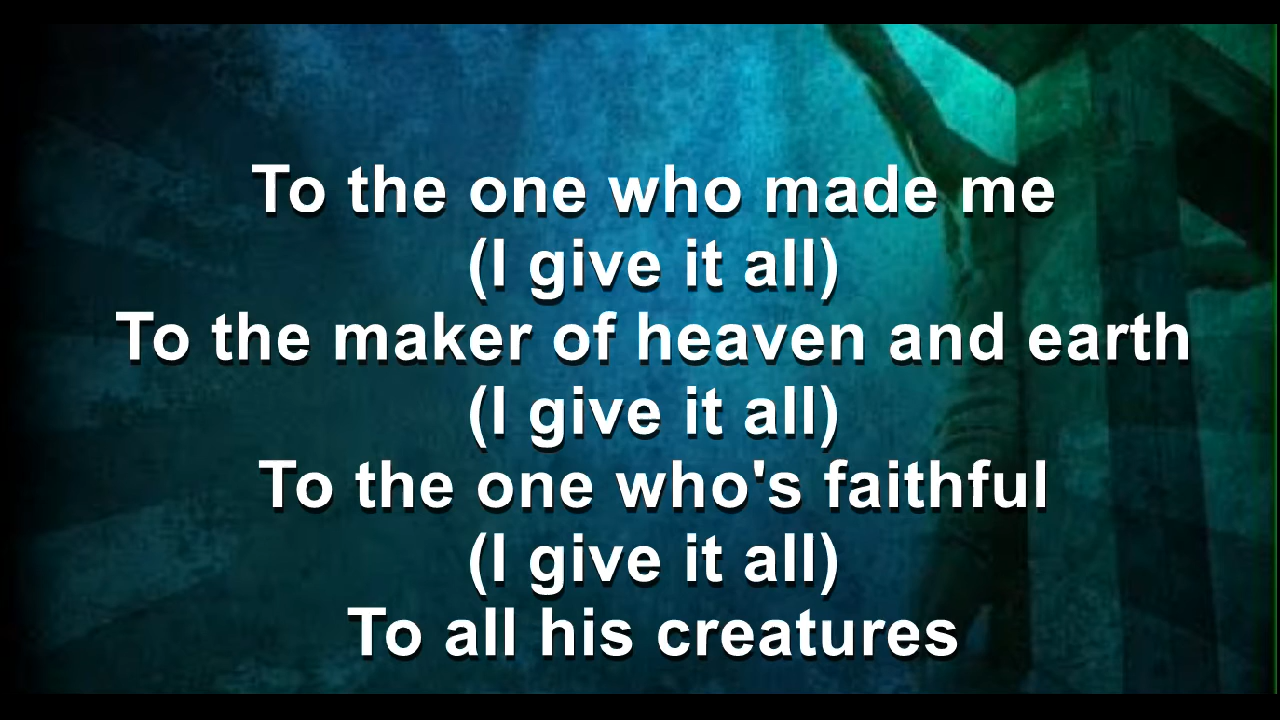 To the one who made me
(I give it all)
To the maker of heaven and earth
(I give it all)
To the one who's faithful
(I give it all)
To all his creatures